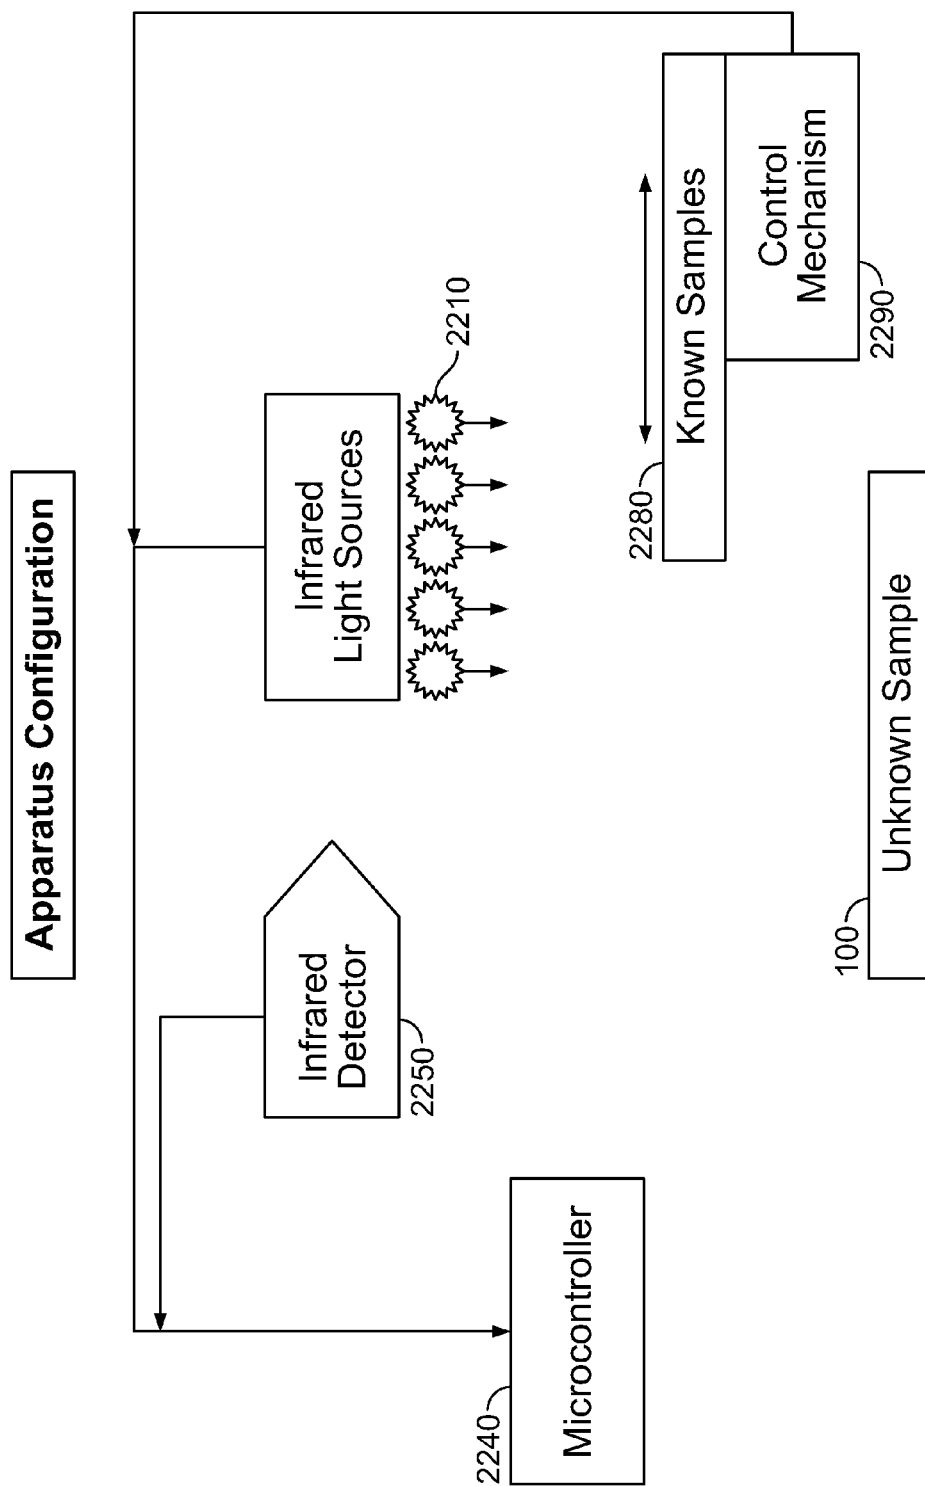 Apparatus Configuration
Infrared
Light Sources
2210
Infrared
Detector
2250
2240
Microcontroller
2280
Known Samples
Control
Mechanism
2290
100
Unknown Sample